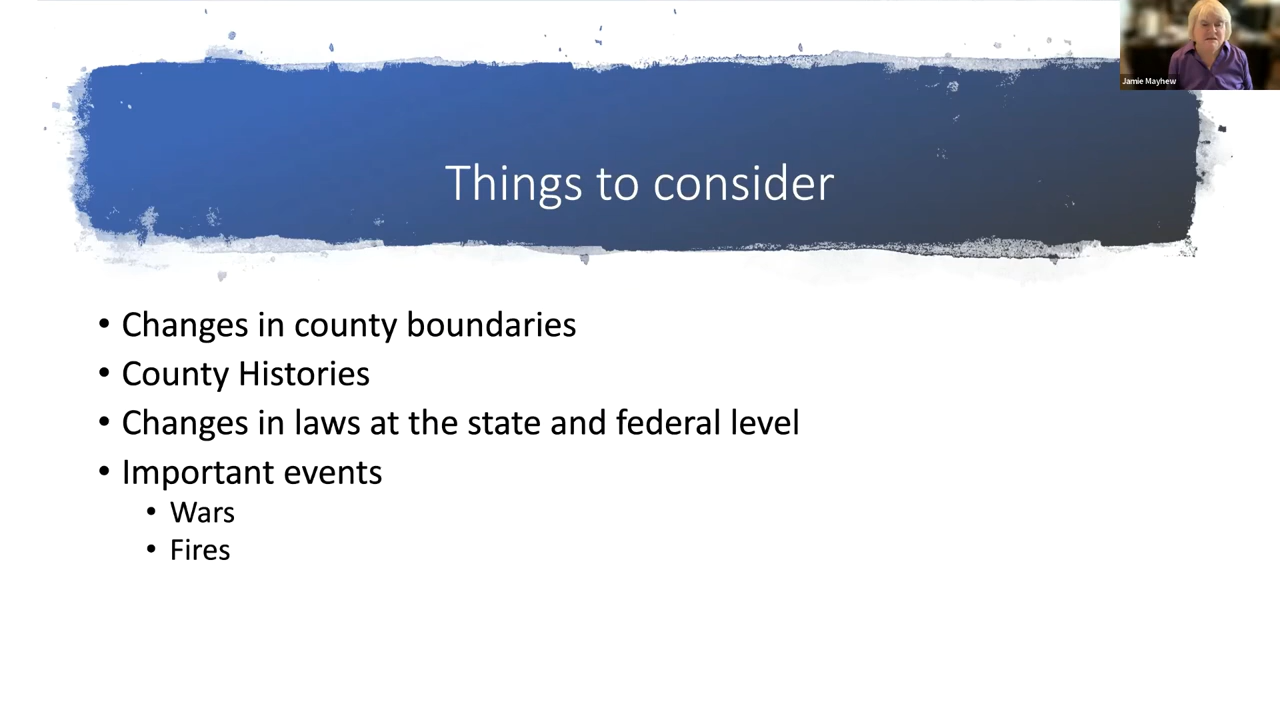 Jamie Mayhew
Things to consider
• Changes in county boundaries
• County Histories
• Changes in laws at the state and federal level
• Important events
• Wars
• Fires